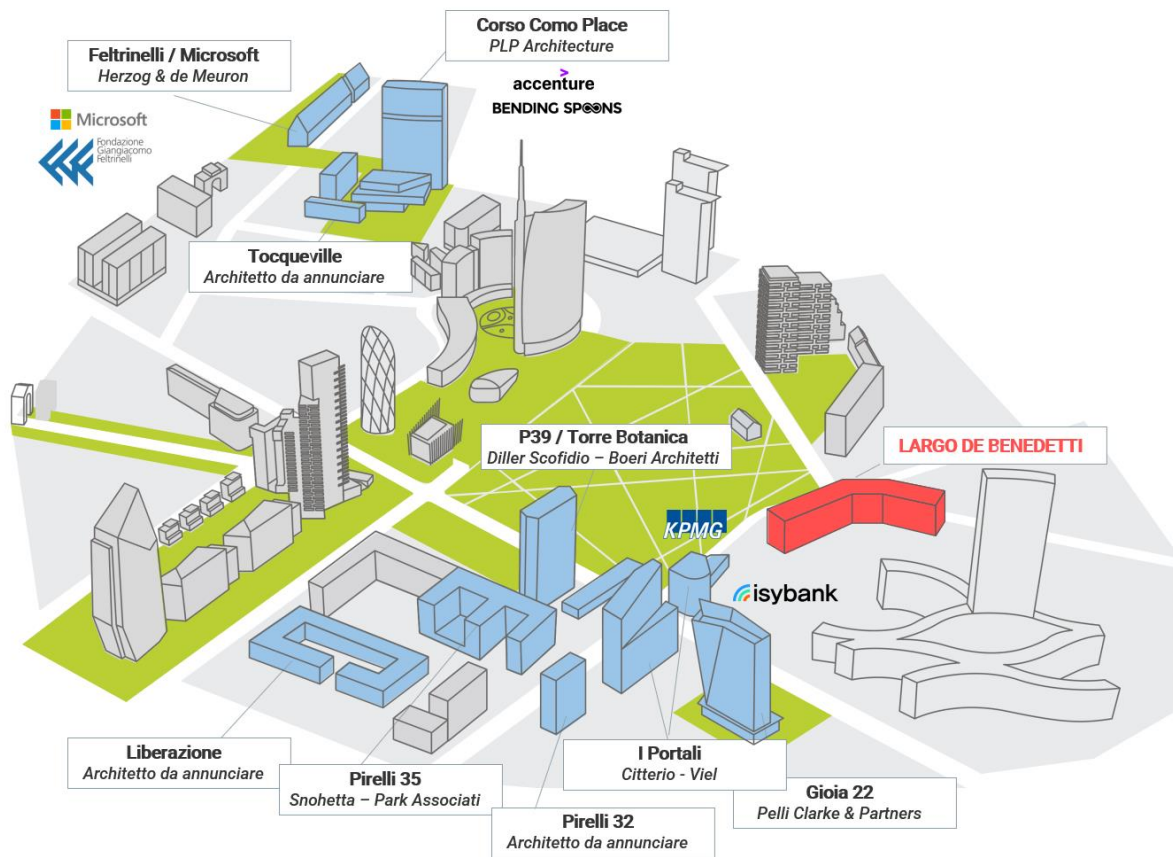 Corso Como Place
PLP Architecture
Feltrinelli / Microsoft
Herzog & de Meuron
accenture
BENDING SPOONS
Microsoft
Fondazione
Giangiacomo
Feltrinelli
Tocqueville
Architetto da annunciare
P39 / Torre Botanica
Diller Scofidio – Boeri Architetti
LARGO DE BENEDETTI
KPMG
isybank
Liberazione
Architetto da annunciare
Pirelli 35
Snohetta – Park Associati
I Portali
Citterio - Viel
Gioia 22
Pelli Clarke & Partners
Pirelli 32
Architetto da annunciare